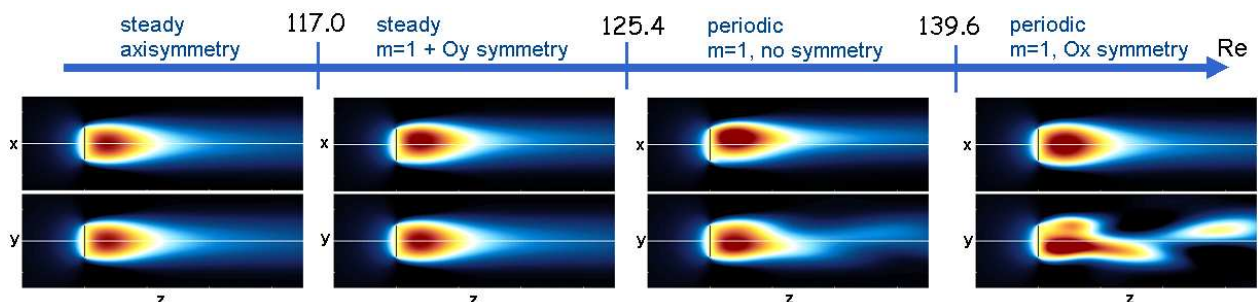 steady
axisymmetry
117.0
steady
m=1 + Oy symmetry
125.4
periodic
m=1, no symmetry
139.6
periodic
m=1, Ox symmetry
Re
x
x
x
x
y
y
y
y
z
z
z
z